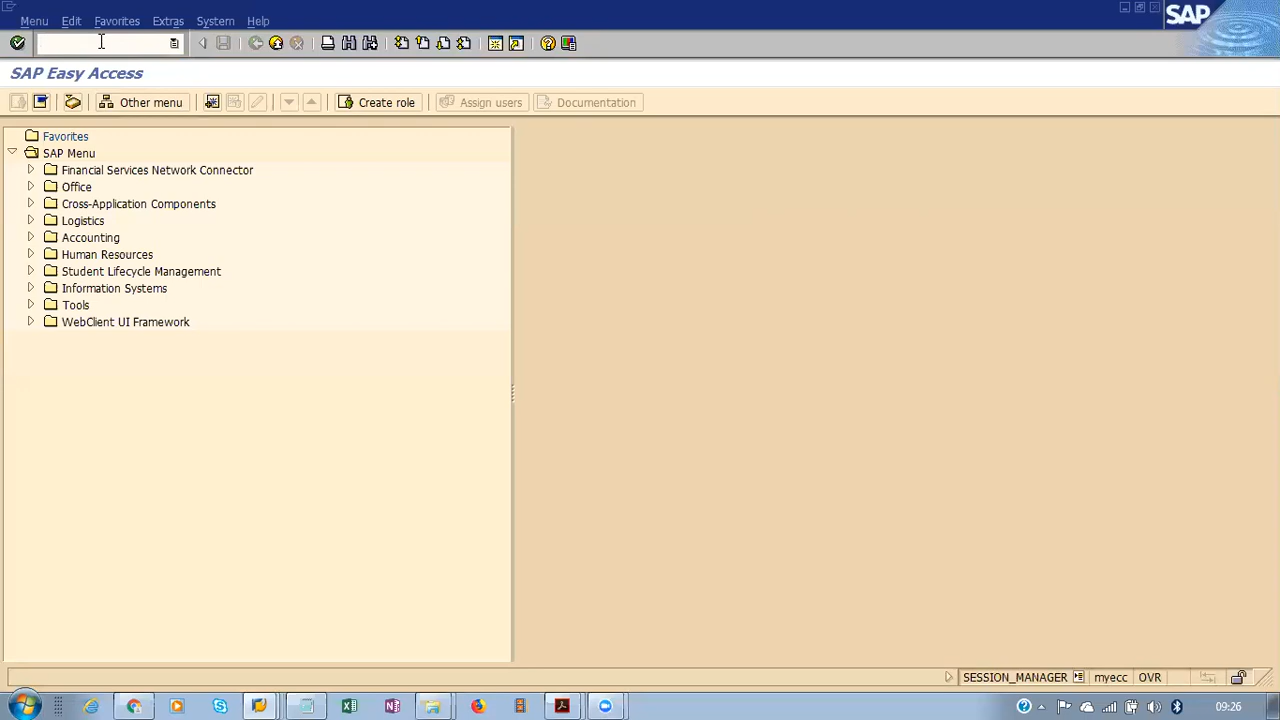 Menu Edit Favorites Extras System Help
SAP
SAP Easy Access
Other menu Create role Assign users Documentation
Favorites
SAP Menu
Financial Services Network Connector
Office
Cross-Application Components
Logistics
Accounting
Human Resources
Student Lifecycle Management
Information Systems
Tools
WebClient UI Framework
SESSION_MANAGER myecc OVR
09:26